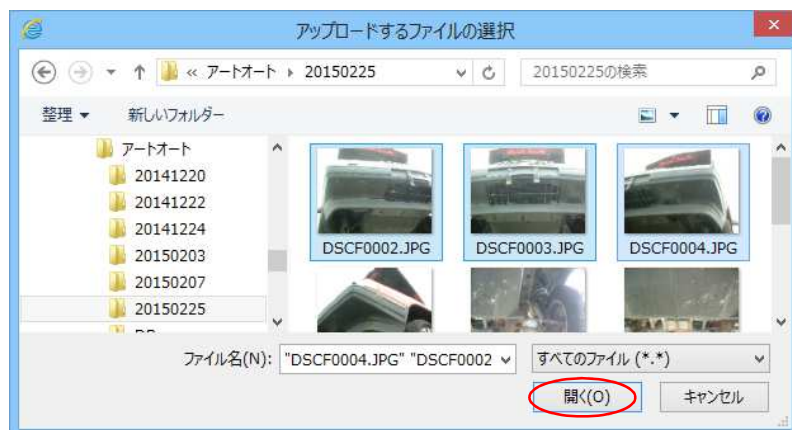 アップロードするファイルの選択
« アートオート 20150225
20150225の検索
整理
新しいフォルダー
アートオート
20141220
20141222
20141224
20150203
20150207
20150225
DSCF0002.JPG
DSCF0003.JPG
DSCF0004.JPG
ファイル名(N): "DSCF0004.JPG" "DSCF0002
すべてのファイル (*.*)
開く(O)
キャンセル